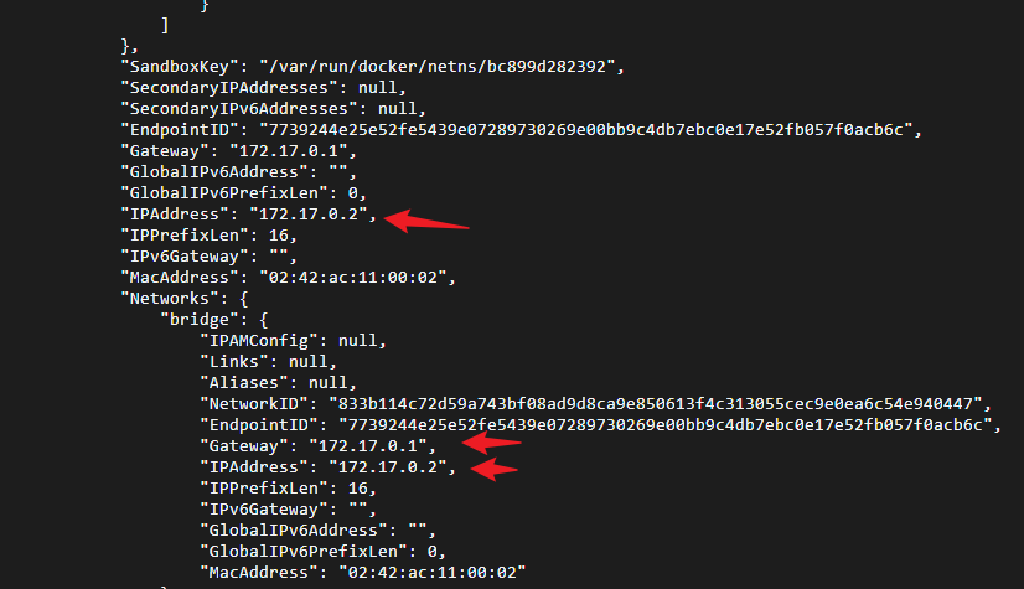 }
]
},
"SandboxKey": "/var/run/docker/netns/bc899d282392",
"SecondaryIPAddresses": null,
"SecondaryIPv6Addresses": null,
"EndpointID": "7739244e25e52fe5439e07289730269e00bb9c4db7ebc0e17e52fb057f0acb6c",
"Gateway": "172.17.0.1",
"GlobalIPv6Address": "",
"GlobalIPv6PrefixLen": 0,
"IPAddress": "172.17.0.2",
"IPPrefixLen": 16,
"IPv6Gateway": "",
"MacAddress": "02:42:ac:11:00:02",
"Networks": {
"bridge": {
"IPAMConfig": null,
"Links": null,
"Aliases": null,
"NetworkID": "833b114c72d59a743bf08ad9d8ca9e850613f4c313055cec9e0ea6c54e940447",
"EndpointID": "7739244e25e52fe5439e07289730269e00bb9c4db7ebc0e17e52fb057f0acb6c",
"Gateway": "172.17.0.1",
"IPAddress": "172.17.0.2",
"IPPrefixLen": 16,
"IPv6Gateway": "",
"GlobalIPv6Address": "",
"GlobalIPv6PrefixLen": 0,
"MacAddress": "02:42:ac:11:00:02"